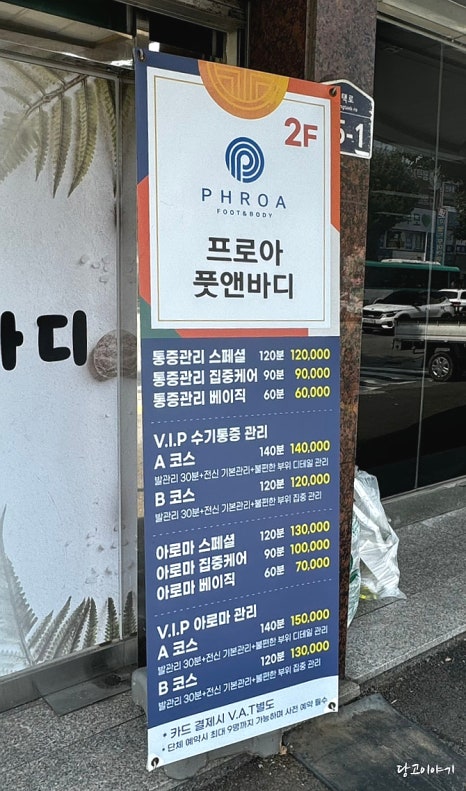 2F
PHROA
FOOT&BODY
프로아
풋앤바디
통증관리 스페셜 120분 120,000
통증관리 집중케어 90분 90,000
통증관리 베이직 60분 60,000
V.I.P 수기통증 관리
A 코스 140분 140,000
발관리 30분+전신 기본관리+불편한 부위 디테일 관리
B 코스 120분 120,000
발관리 30분+전신 기본관리+불편한 부위 집중 관리
아로마 스페셜 120분 130,000
아로마 집중케어 90분 100,000
아로마 베이직 60분 70,000
V.I.P 아로마 관리
A 코스 140분 150,000
발관리 30분+전신 기본관리+불편한 부위 디테일 관리
B 코스 120분 130,000
발관리 30분+전신 기본관리+불편한 부위 집중 관리
• 카드 결제시 V.A.T별도
• 단체 예약시 최대 9명까지 가능하며 사전 예약 필수
바디
5-1
당고이야기